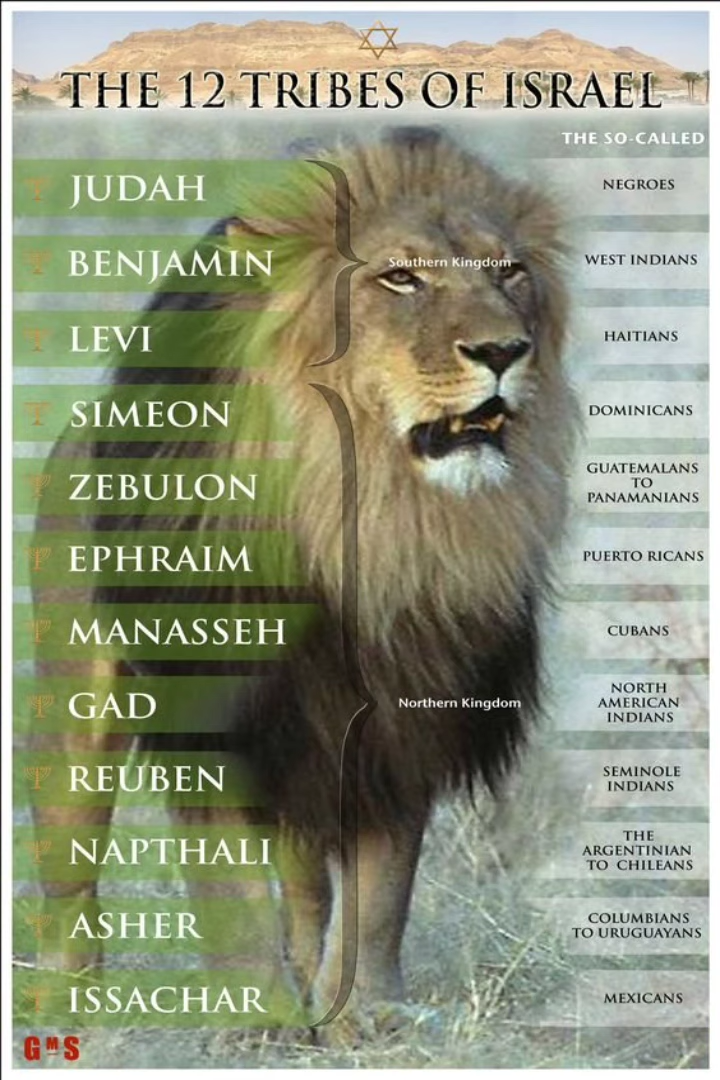 THE 12 TRIBES OF ISRAEL
THE SO-CALLED
JUDAH
NEGROES
BENJAMIN
Southern Kingdom
WEST INDIANS
LEVI
HAITIANS
SIMEON
DOMINICANS
ZEBULON
GUATEMALANS
TO
PANAMANIANS
EPHRAIM
PUERTO RICANS
MANASSEH
CUBANS
GAD
Northern Kingdom
NORTH
AMERICAN
INDIANS
REUBEN
SEMINOLE
INDIANS
NAPTHALI
THE
ARGENTINIAN
TO CHILEANS
ASHER
COLUMBIANS
TO URUGUAYANS
ISSACHAR
MEXICANS
GMS